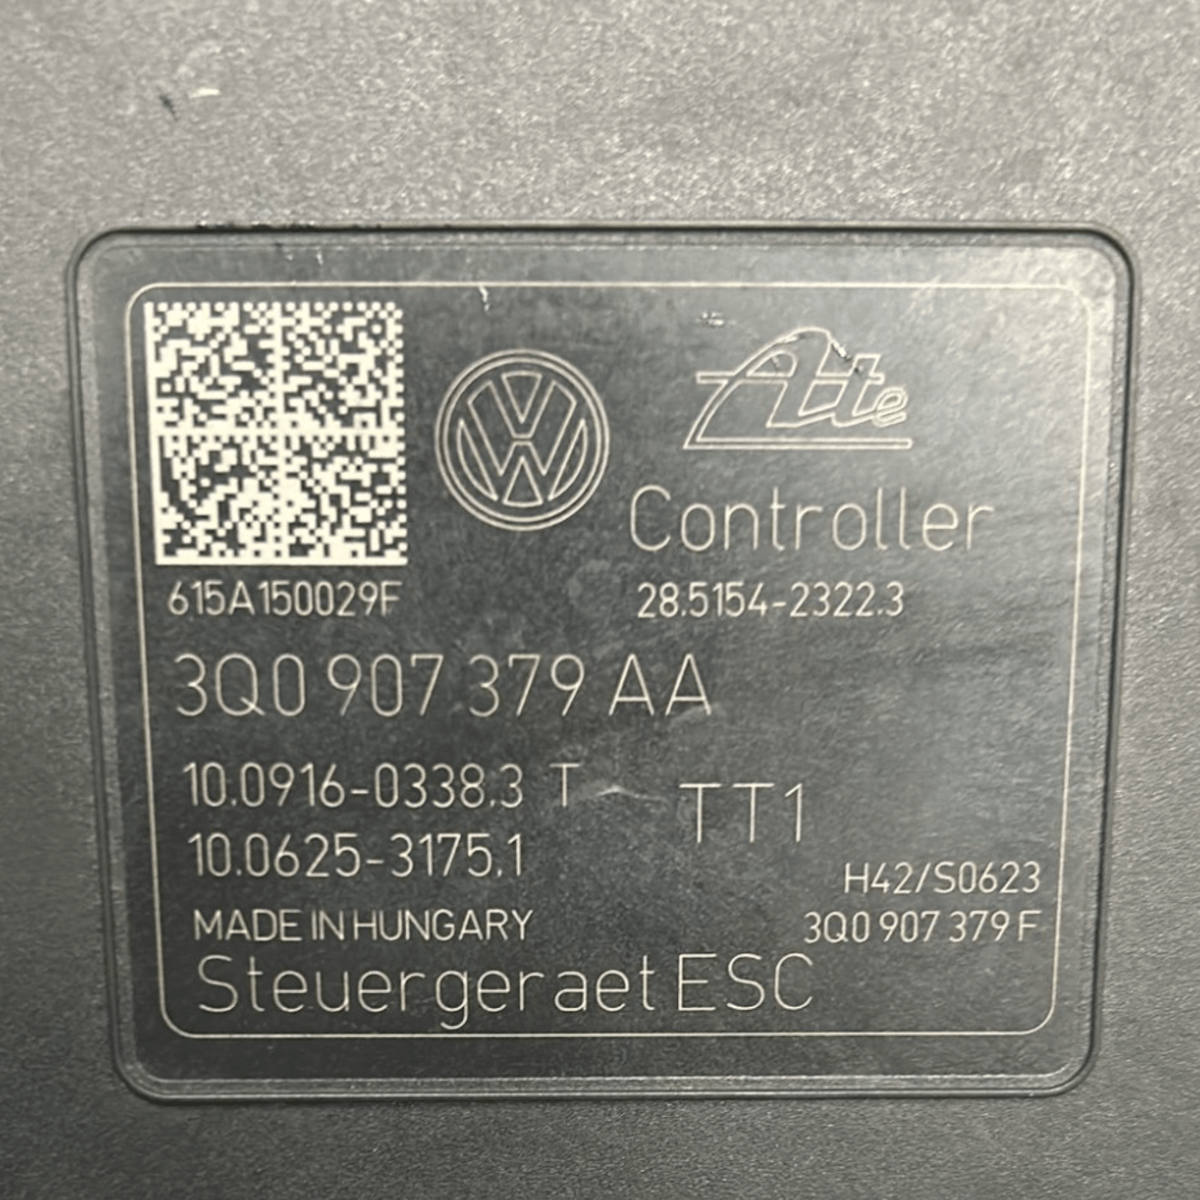 Ate
Controller
615A150029F
28.5154-2322.3
3Q0 907 379 AA
10.0916-0338.3 T
TT1
10.0625-3175.1
H42/S0623
MADE IN HUNGARY
3Q0 907 379 F
Steuergeraet ESC